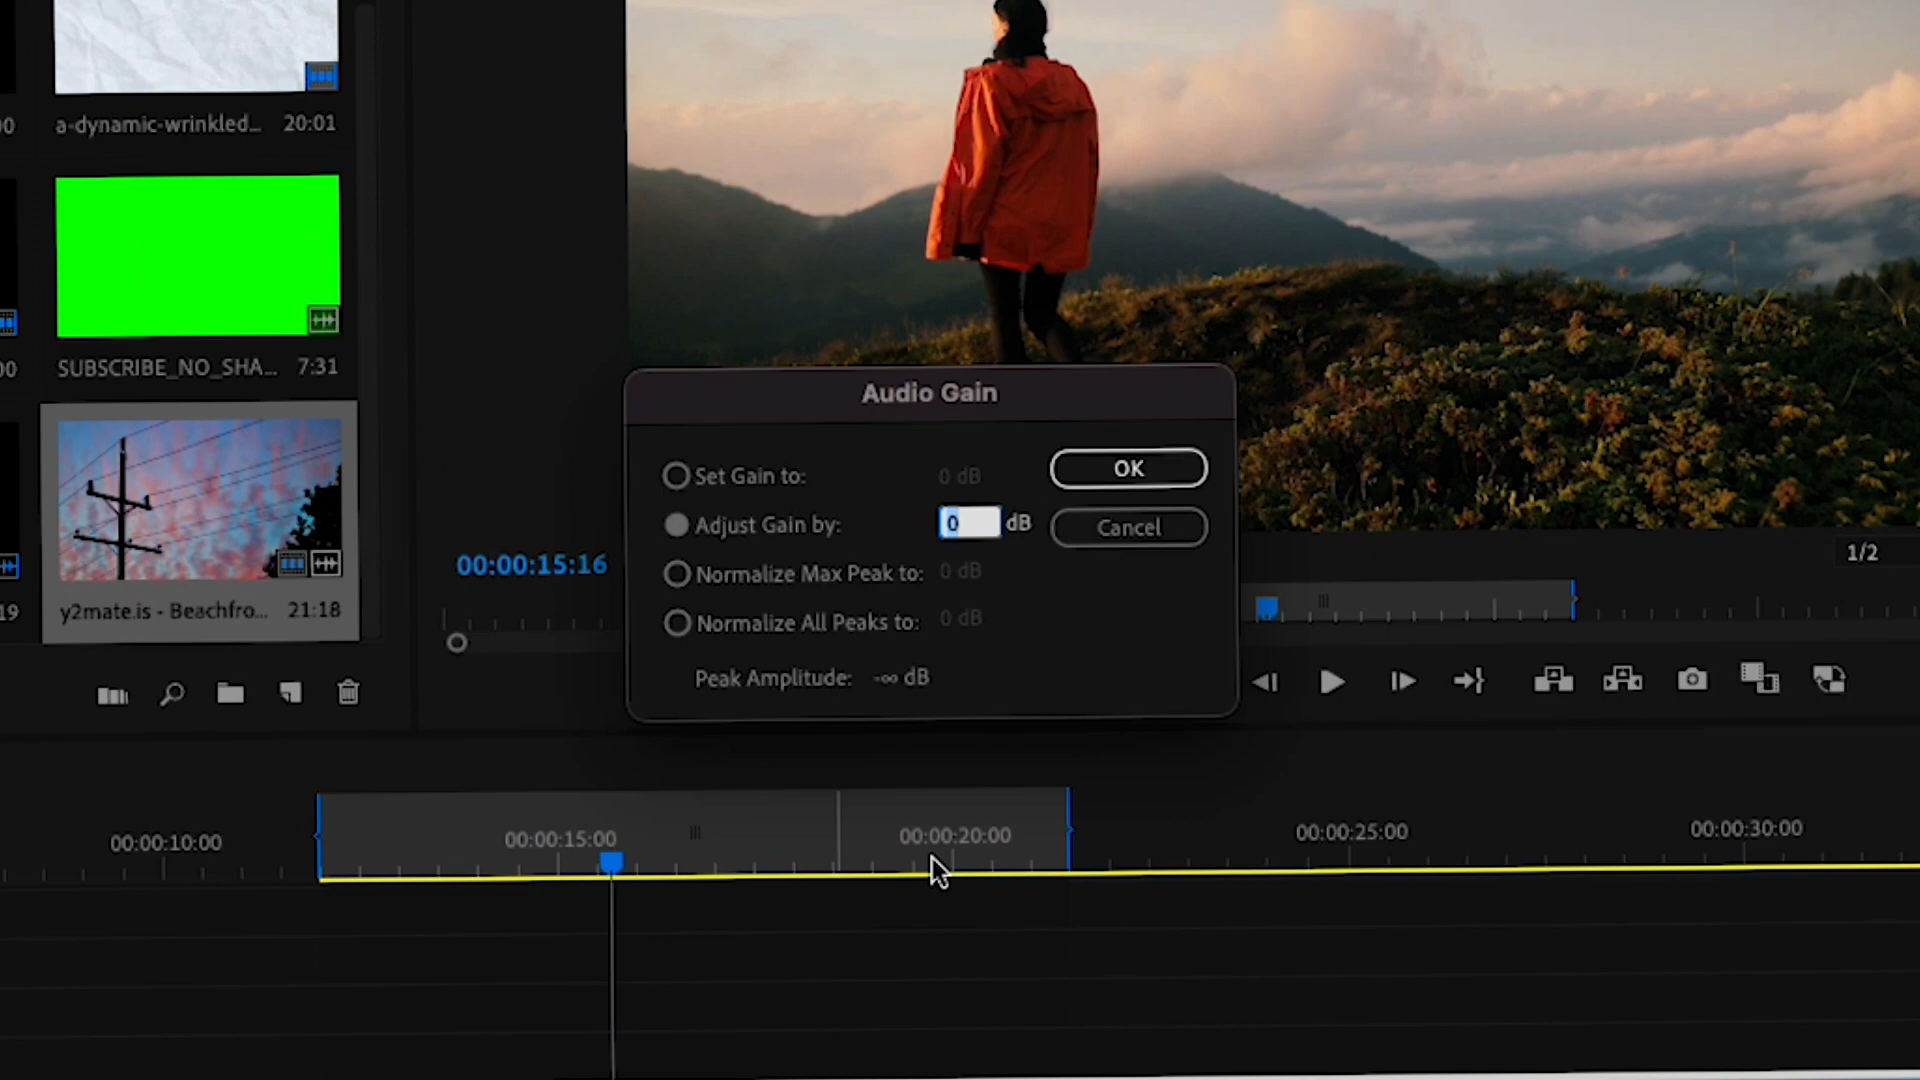 00
a-dynamic-wrinkled... 20:01
00
SUBSCRIBE_NO_SHA... 7:31
19
y2mate.is - Beachfro... 21:18
Audio Gain
Set Gain to: 0 dB
OK
Adjust Gain by: 0 dB
Cancel
Normalize Max Peak to: 0 dB
Normalize All Peaks to: 0 dB
Peak Amplitude: -∞ dB
00:00:15:16
1/2
00:00:10:00
00:00:15:00
00:00:20:00
00:00:25:00
00:00:30:00